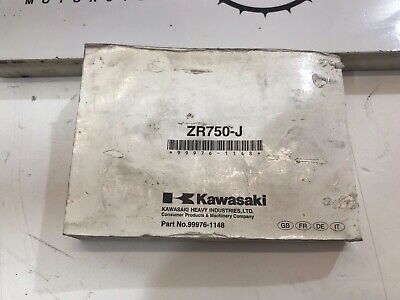 MOTORCY
ZR750-J
*99976-1148*
Kawasaki
KAWASAKI HEAVY INDUSTRIES, LTD.
Consumer Products & Machinery Company
Part No.99976-1148
GB FR DE IT